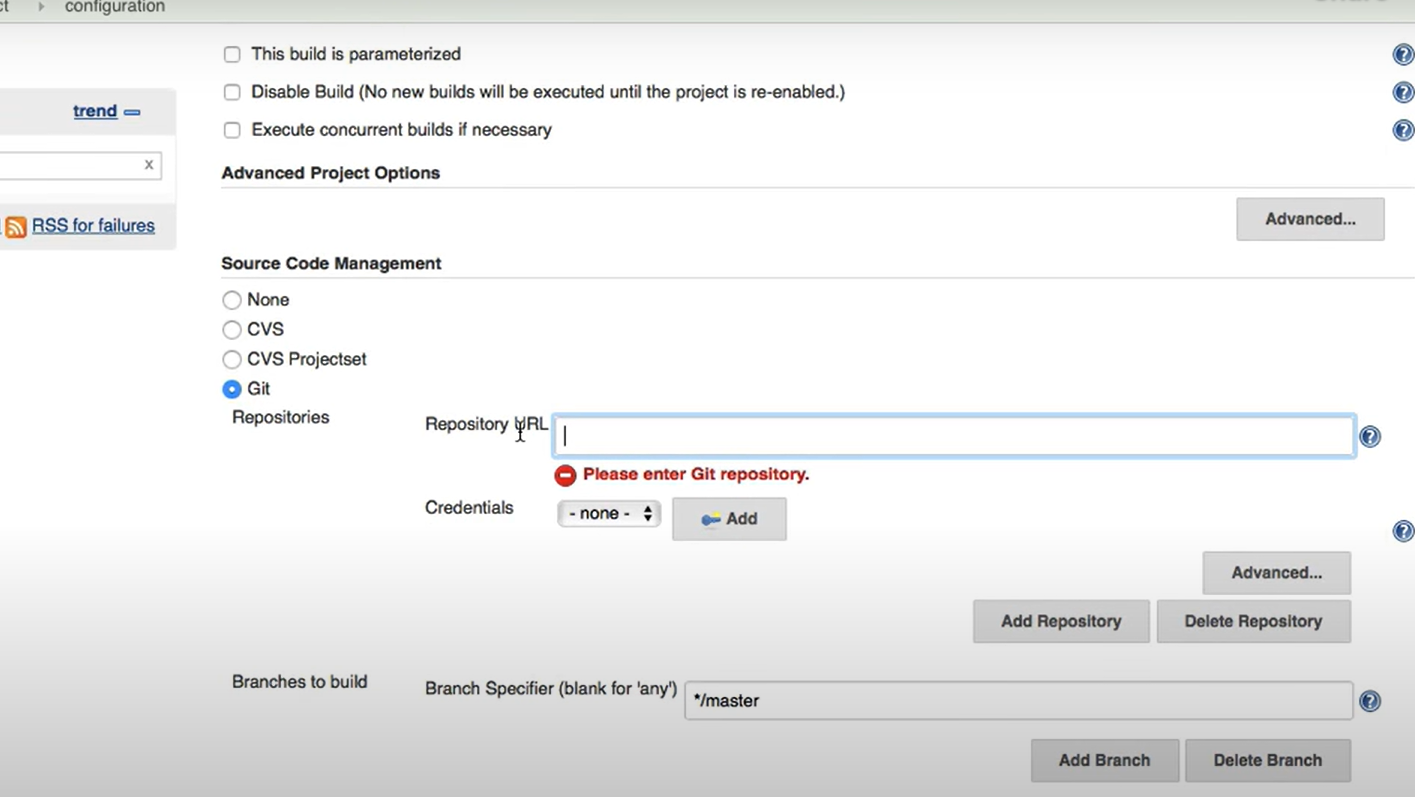 configuration
This build is parameterized
Disable Build (No new builds will be executed until the project is re-enabled.)
Execute concurrent builds if necessary
trend
x
RSS for failures
Advanced Project Options
Advanced...
Source Code Management
None
CVS
CVS Projectset
Git
Repositories
Repository URL
Please enter Git repository.
Credentials
- none -
Add
Advanced...
Add Repository
Delete Repository
Branches to build
Branch Specifier (blank for 'any')
*/master
Add Branch
Delete Branch